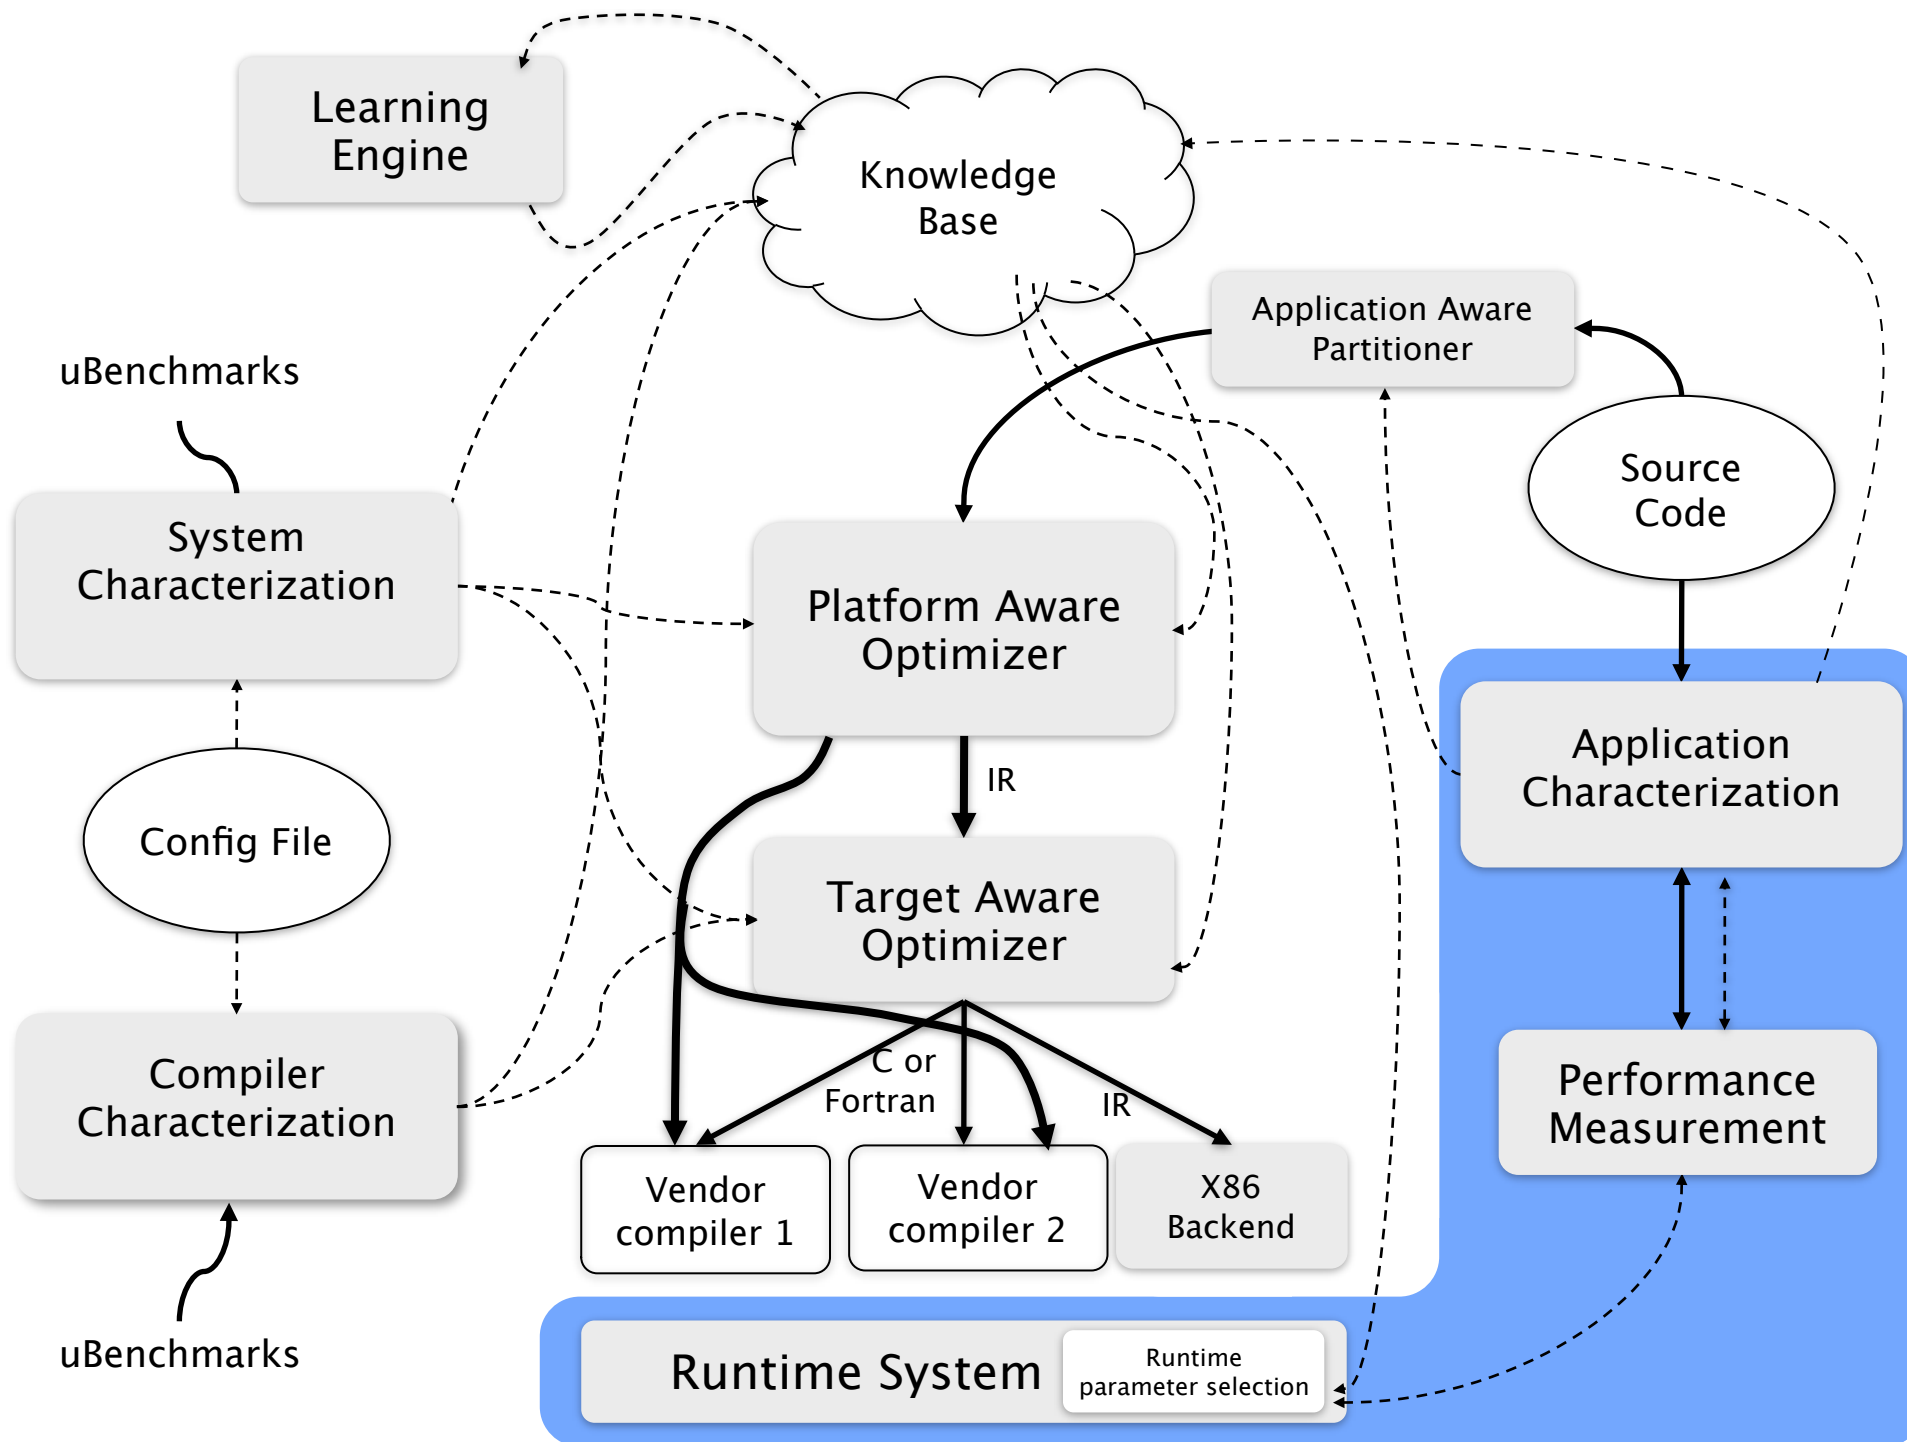 Learning
Engine
Knowledge
Base
Application Aware
Partitioner
uBenchmarks
Source
Code
System
Characterization
Platform Aware
Optimizer
Application
Characterization
IR
Config File
Target Aware
Optimizer
C or
Fortran
IR
Compiler
Characterization
Performance
Measurement
Vendor
compiler 1
Vendor
compiler 2
X86
Backend
uBenchmarks
Runtime System
Runtime
parameter selection